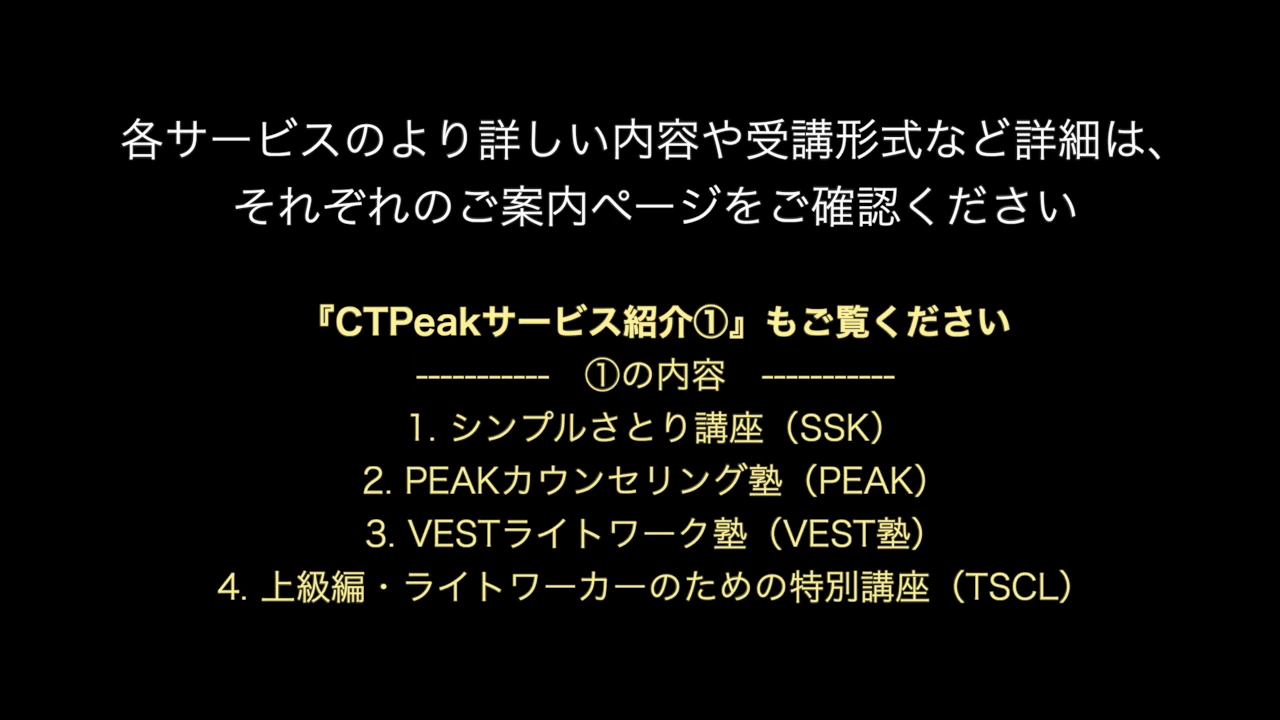 各サービスのより詳しい内容や受講形式など詳細は、
それぞれのご案内ページをご確認ください
『CTPeakサービス紹介①』もご覧ください
----------- ①の内容 -----------
1. シンプルさとり講座（SSK）
2. PEAKカウンセリング塾（PEAK）
3. VESTライトワーク塾（VEST塾）
4. 上級編・ライトワーカーのための特別講座（TSCL）